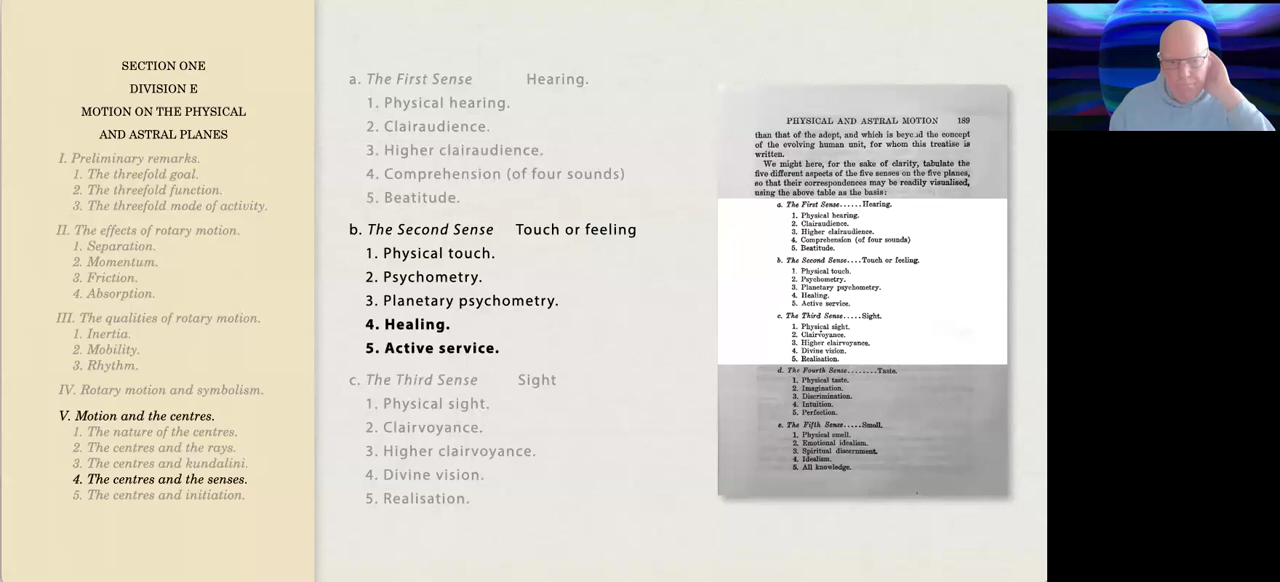 SECTION ONE
DIVISION E
MOTION ON THE PHYSICAL
AND ASTRAL PLANES
I. Preliminary remarks.
1. The threefold goal.
2. The threefold function.
3. The threefold mode of activity.
II. The effects of rotary motion.
1. Separation.
2. Momentum.
3. Friction.
4. Absorption.
III. The qualities of rotary motion.
1. Inertia.
2. Mobility.
3. Rhythm.
IV. Rotary motion and symbolism.
V. Motion and the centres.
1. The nature of the centres.
2. The centres and the rays.
3. The centres and kundalini.
4. The centres and the senses.
5. The centres and initiation.
a. The First Sense Hearing.
1. Physical hearing.
2. Clairaudience.
3. Higher clairaudience.
4. Comprehension (of four sounds)
5. Beatitude.
b. The Second Sense Touch or feeling
1. Physical touch.
2. Psychometry.
3. Planetary psychometry.
4. Healing.
5. Active service.
c. The Third Sense Sight
1. Physical sight.
2. Clairvoyance.
3. Higher clairvoyance.
4. Divine vision.
5. Realisation.
PHYSICAL AND ASTRAL MOTION 189
than that of the adept, and which is beyond the concept
of the evolving human unit, for whom this treatise is
written.
We might here, for the sake of clarity, tabulate the
five different aspects of the five senses on the five planes,
so that their correspondences may be readily visualised,
using the above table as the basis:
a. The First Sense......Hearing.
1. Physical hearing.
2. Clairaudience.
3. Higher clairaudience.
4. Comprehension (of four sounds)
5. Beatitude.
b. The Second Sense....Touch or feeling.
1. Physical touch.
2. Psychometry.
3. Planetary psychometry.
4. Healing.
5. Active service.
c. The Third Sense.....Sight.
1. Physical sight.
2. Clairvoyance.
3. Higher clairvoyance.
4. Divine vision.
5. Realisation.
d. The Fourth Sense........Taste.
1. Physical taste.
2. Imagination.
3. Discrimination.
4. Intuition.
5. Perfection.
e. The Fifth Sense.....Smell.
1. Physical smell.
2. Emotional idealism.
3. Spiritual discernment.
4. Idealism.
5. All knowledge.